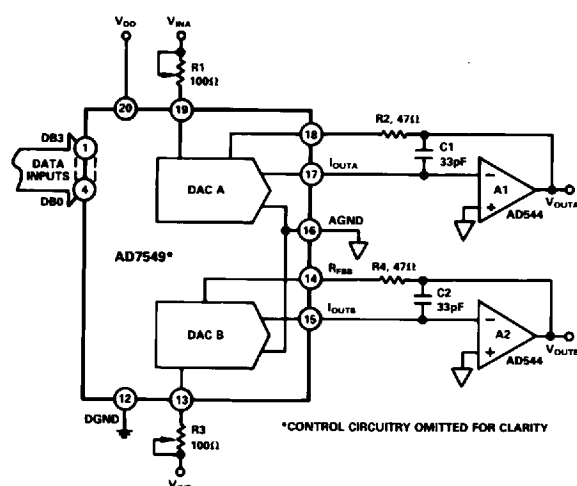 VDD VINA
R1
100Ω
20 19
DB3 1 18 R2, 47Ω
DATA INPUTS
C1
33pF
DAC A IOUTA 17
4 DB0
A1
AD544
VOUTA
AGND
16
AD7549*
14 RFBB R4, 47Ω
C2
33pF
DAC B IOUTB 15
A2
AD544
VOUTB
12 13
DGND
R3
100Ω
*CONTROL CIRCUITRY OMITTED FOR CLARITY